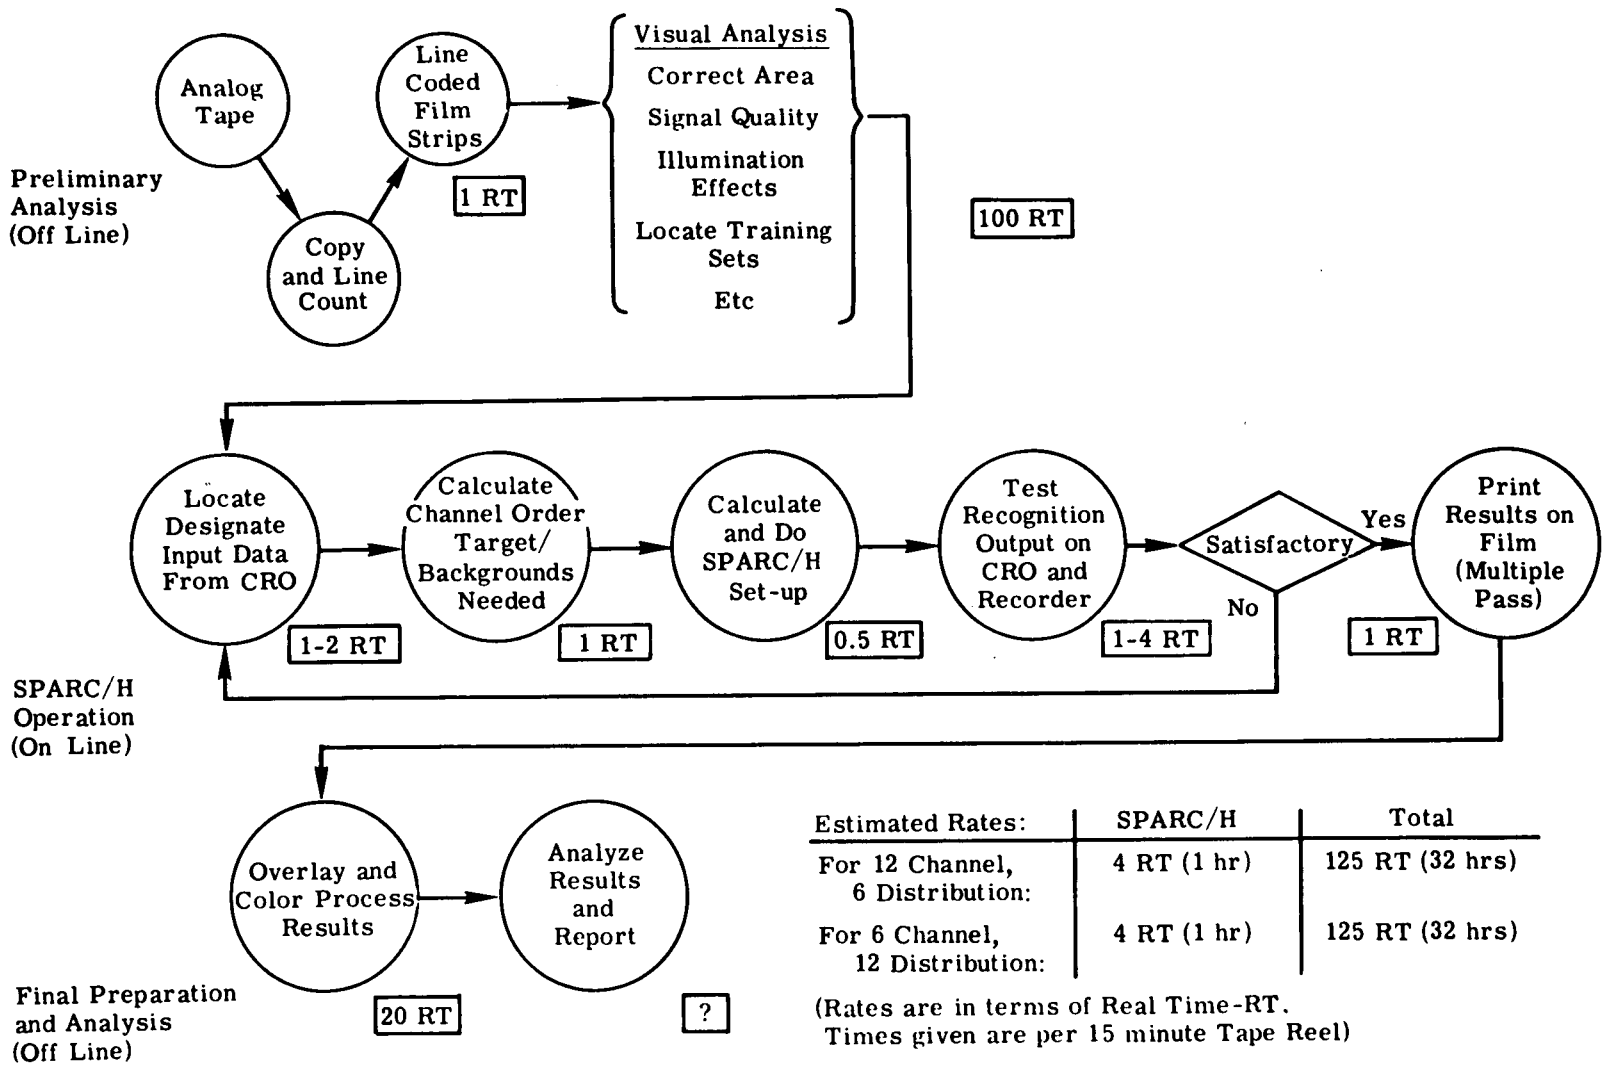 Preliminary
Analysis
(Off Line)
Analog
Tape
Copy
and Line
Count
Line
Coded
Film
Strips
1 RT
Visual Analysis
Correct Area
Signal Quality
Illumination
Effects
Locate Training
Sets
Etc
100 RT
SPARC/H
Operation
(On Line)
Locate
Designate
Input Data
From CRO
1-2 RT
Calculate
Channel Order
Target/
Backgrounds
Needed
1 RT
Calculate
and Do
SPARC/H
Set-up
0.5 RT
Test
Recognition
Output on
CRO and
Recorder
1-4 RT
Satisfactory
Yes
No
Print
Results on
Film
(Multiple
Pass)
1 RT
Final Preparation
and Analysis
(Off Line)
Overlay and
Color Process
Results
20 RT
Analyze
Results
and
Report
?
Estimated Rates: SPARC/H Total
For 12 Channel, 4 RT (1 hr) 125 RT (32 hrs)
6 Distribution:
For 6 Channel, 4 RT (1 hr) 125 RT (32 hrs)
12 Distribution:
(Rates are in terms of Real Time-RT.
Times given are per 15 minute Tape Reel)